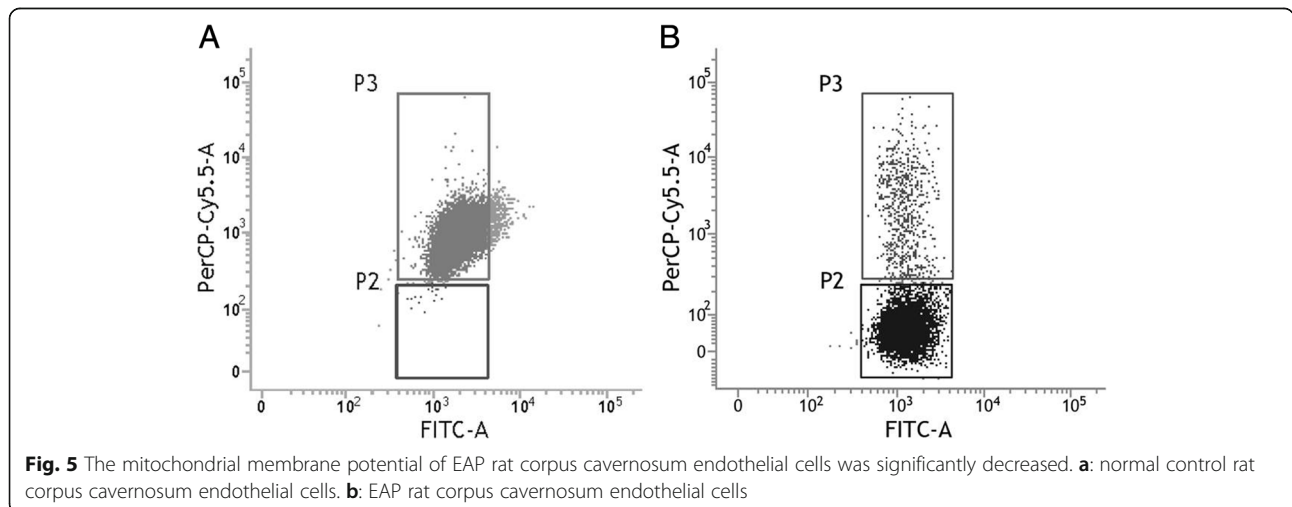 A
P3
P2
10^5
10^4
10^3
10^2
0
PerCP-Cy5.5-A
0 10^2 10^3 10^4 10^5
FITC-A
B
P3
P2
10^5
10^4
10^3
10^2
0
PerCP-Cy5.5-A
0 10^2 10^3 10^4 10^5
FITC-A
Fig. 5 The mitochondrial membrane potential of EAP rat corpus cavernosum endothelial cells was significantly decreased. a: normal control rat
corpus cavernosum endothelial cells. b: EAP rat corpus cavernosum endothelial cells